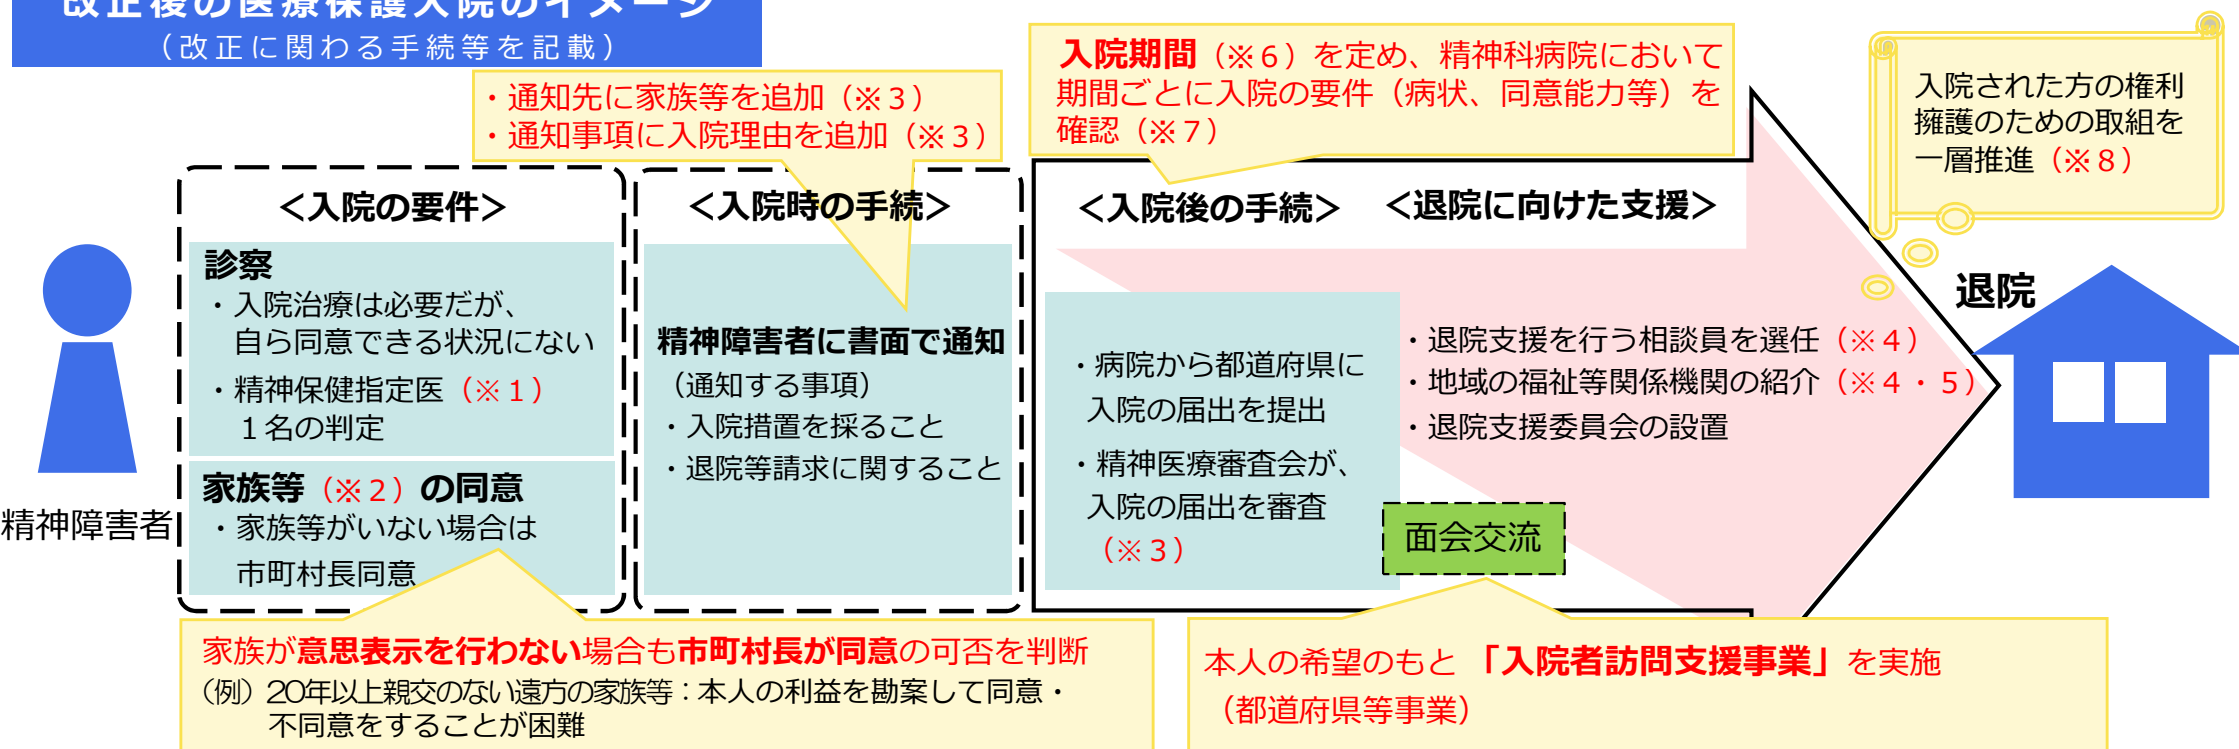 改正後の医療保護入院のイメージ
（改正に関わる手続等を記載）
・通知先に家族等を追加（※３）
・通知事項に入院理由を追加（※３）
入院期間（※６）を定め、精神科病院において
期間ごとに入院の要件（病状、同意能力等）を
確認（※７）
入院された方の権利
擁護のための取組を
一層推進（※８）
＜入院の要件＞
診察
・入院治療は必要だが、
自ら同意できる状況にない
・精神保健指定医（※１）
１名の判定
家族等（※２）の同意
・家族等がいない場合は
市町村長同意
＜入院時の手続＞
精神障害者に書面で通知
（通知する事項）
・入院措置を採ること
・退院等請求に関すること
＜入院後の手続＞
・病院から都道府県に
入院の届出を提出
・精神医療審査会が、
入院の届出を審査
（※３）
＜退院に向けた支援＞
・退院支援を行う相談員を選任（※４）
・地域の福祉等関係機関の紹介（※４・５）
・退院支援委員会の設置
面会交流
退院
精神障害者
家族が意思表示を行わない場合も市町村長が同意の可否を判断
（例）20年以上親交のない遠方の家族等：本人の利益を勘案して同意・
不同意をすることが困難
本人の希望のもと「入院者訪問支援事業」を実施
（都道府県等事業）